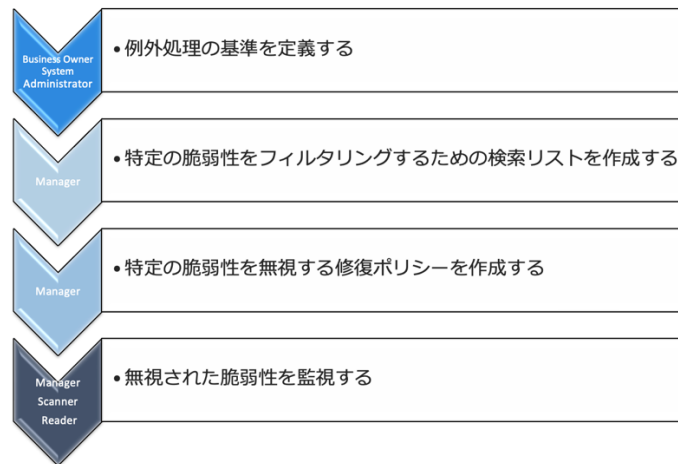 Business Owner
System
Administrator
• 例外処理の基準を定義する
Manager
• 特定の脆弱性をフィルタリングするための検索リストを作成する
Manager
• 特定の脆弱性を無視する修復ポリシーを作成する
Manager
Scanner
Reader
• 無視された脆弱性を監視する